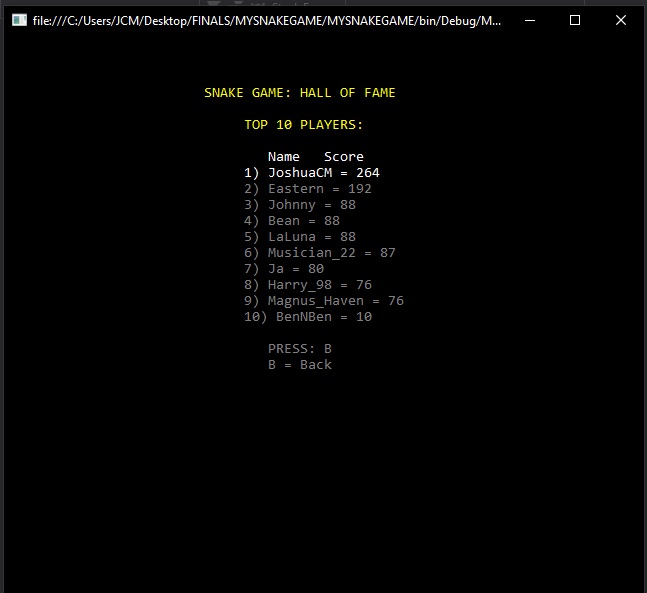 file:///C:/Users/JCM/Desktop/FINALS/MYSNAKEGAME/MYSNAKEGAME/bin/Debug/M...
SNAKE GAME: HALL OF FAME
TOP 10 PLAYERS:
Name Score
1) JoshuaCM = 264
2) Eastern = 192
3) Johnny = 88
4) Bean = 88
5) LaLuna = 88
6) Musician_22 = 87
7) Ja = 80
8) Harry_98 = 76
9) Magnus_Haven = 76
10) BenNBen = 10
PRESS: B
B = Back